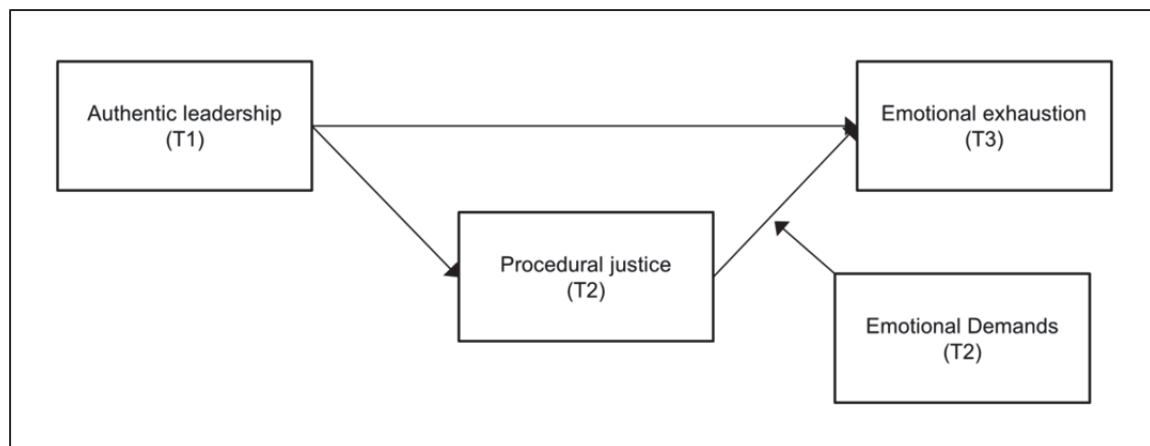 Authentic leadership
(T1)
Emotional exhaustion
(T3)
Procedural justice
(T2)
Emotional Demands
(T2)